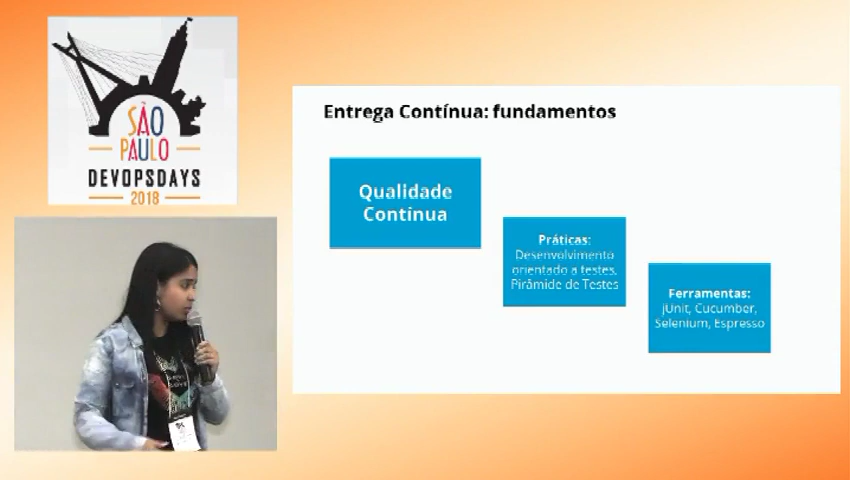 SÃO
PAULO
DEVOPSDAYS
2018
Entrega Contínua: fundamentos
Qualidade
Contínua
Práticas:
Desenvolvimento
orientado a testes,
Pirâmide de Testes
Ferramentas:
jUnit, Cucumber,
Selenium, Espresso